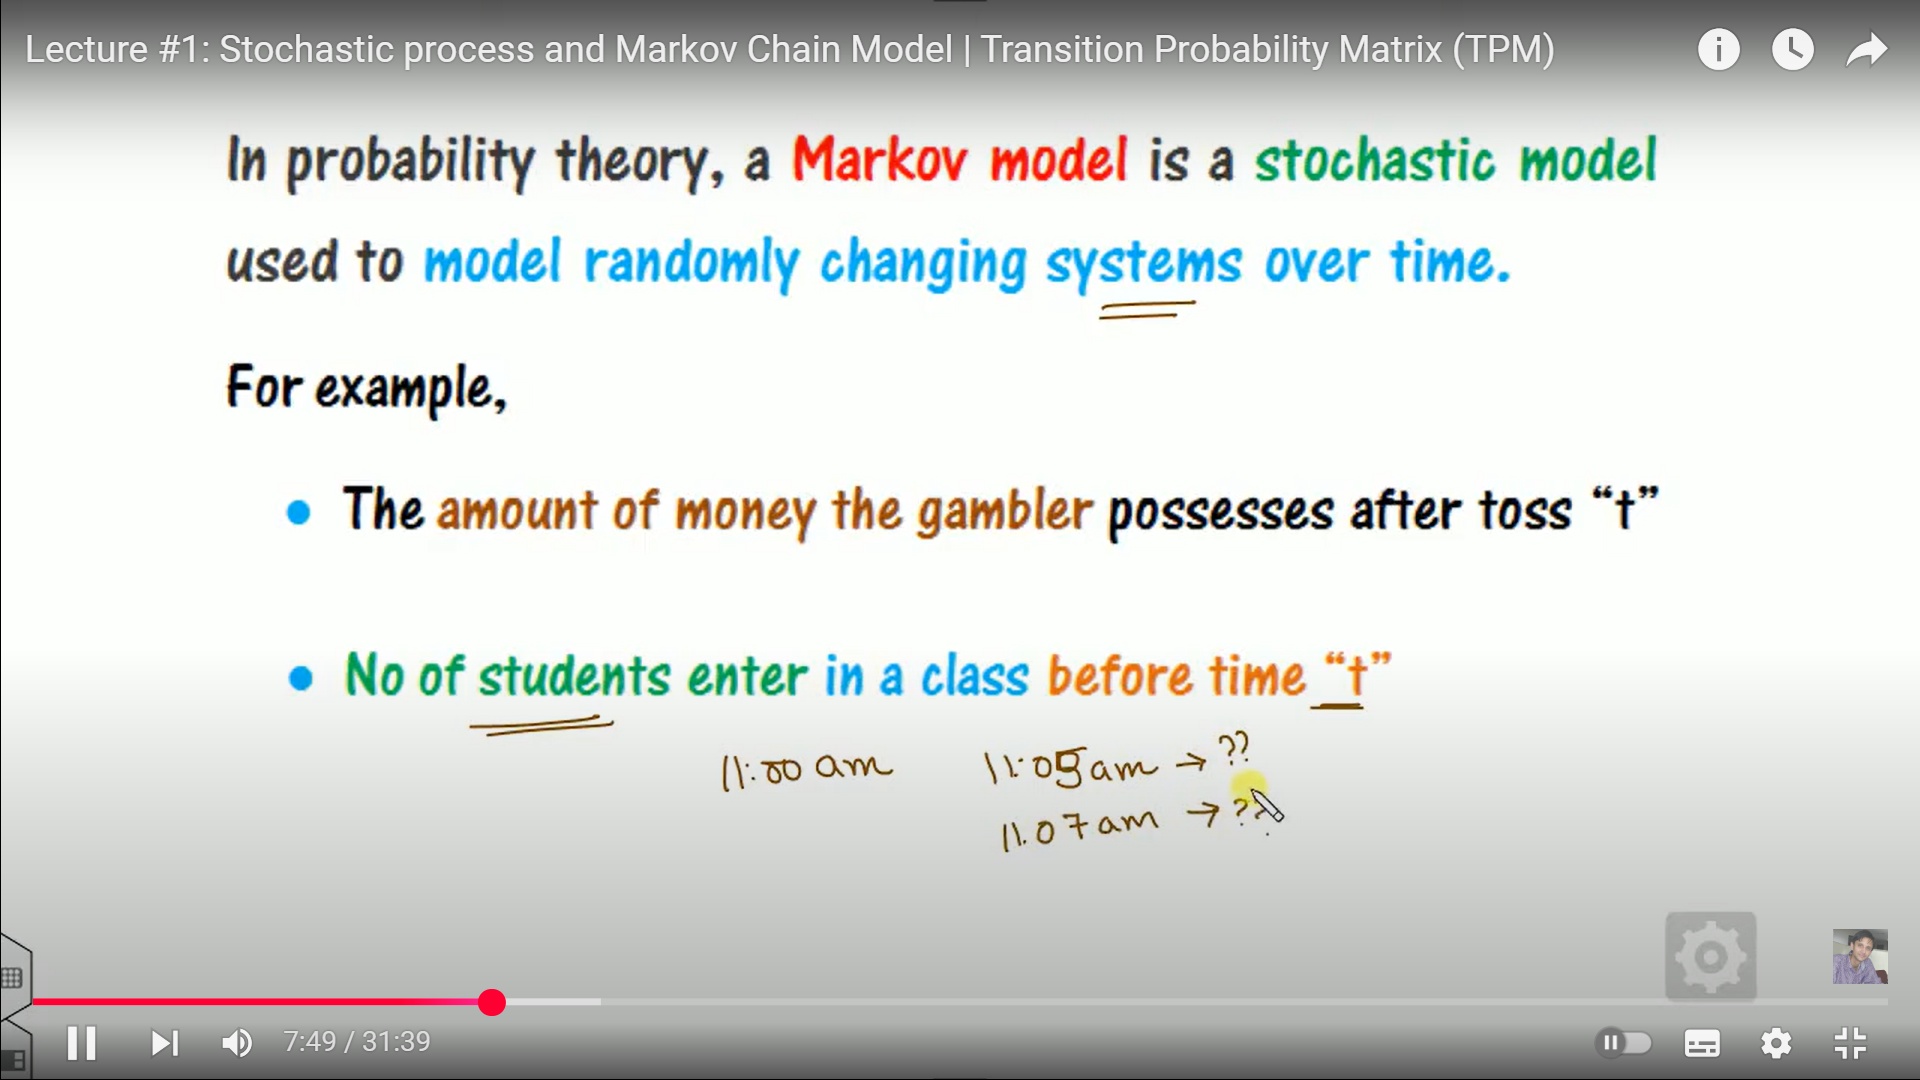 Lecture #1: Stochastic process and Markov Chain Model | Transition Probability Matrix (TPM)
In probability theory, a Markov model is a stochastic model
used to model randomly changing systems over time.
For example,
• The amount of money the gambler possesses after toss “t”
• No of students enter in a class before time “t”
11:00 am 11:05 am → ??
11.07 am → ??
7:49 / 31:39